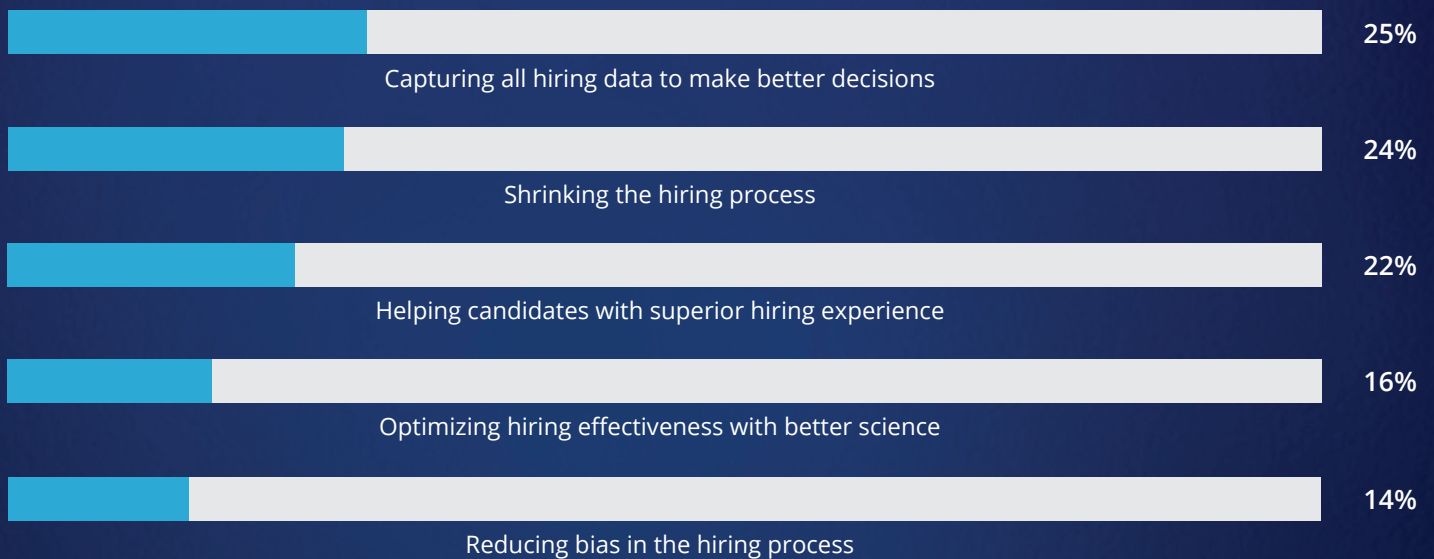 25%
Capturing all hiring data to make better decisions
24%
Shrinking the hiring process
22%
Helping candidates with superior hiring experience
16%
Optimizing hiring effectiveness with better science
14%
Reducing bias in the hiring process